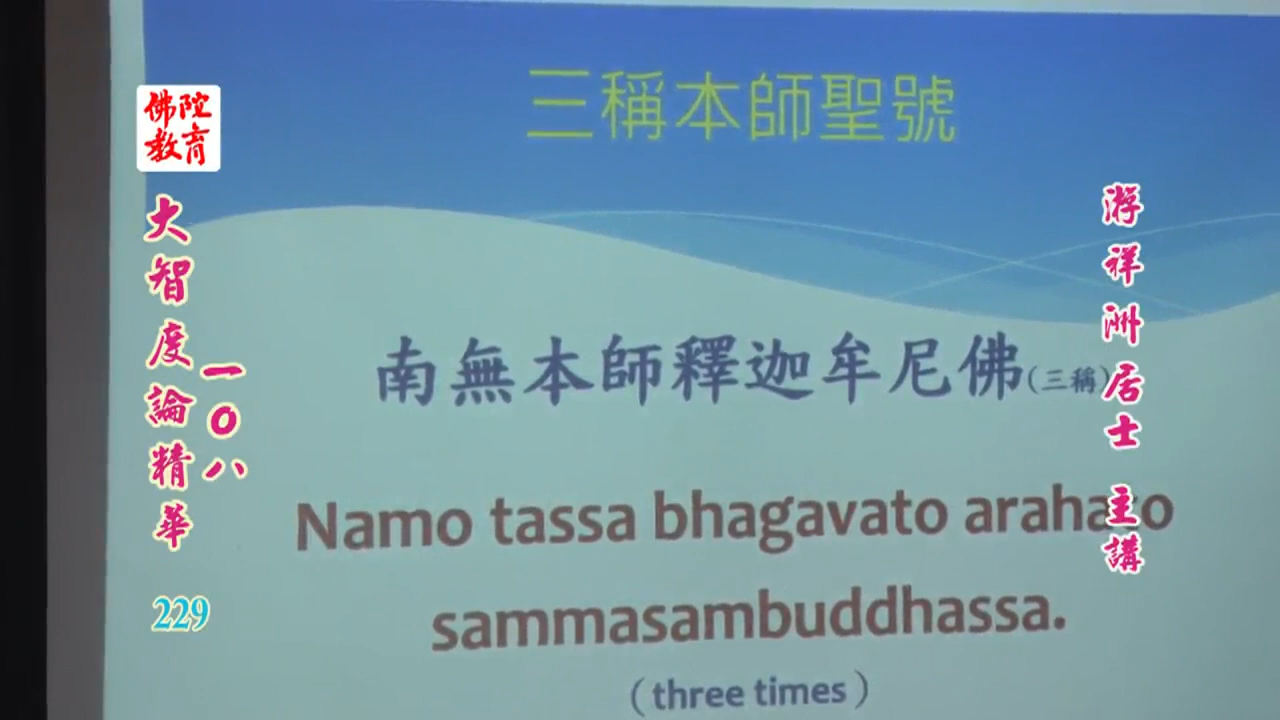 三稱本師聖號
佛陀
教育
大智度論精華
一〇八
229
游祥洲居士 主講
南無本師釋迦牟尼佛(三稱)
Namo tassa bhagavato arahato
sammasambuddhassa.
(three times)